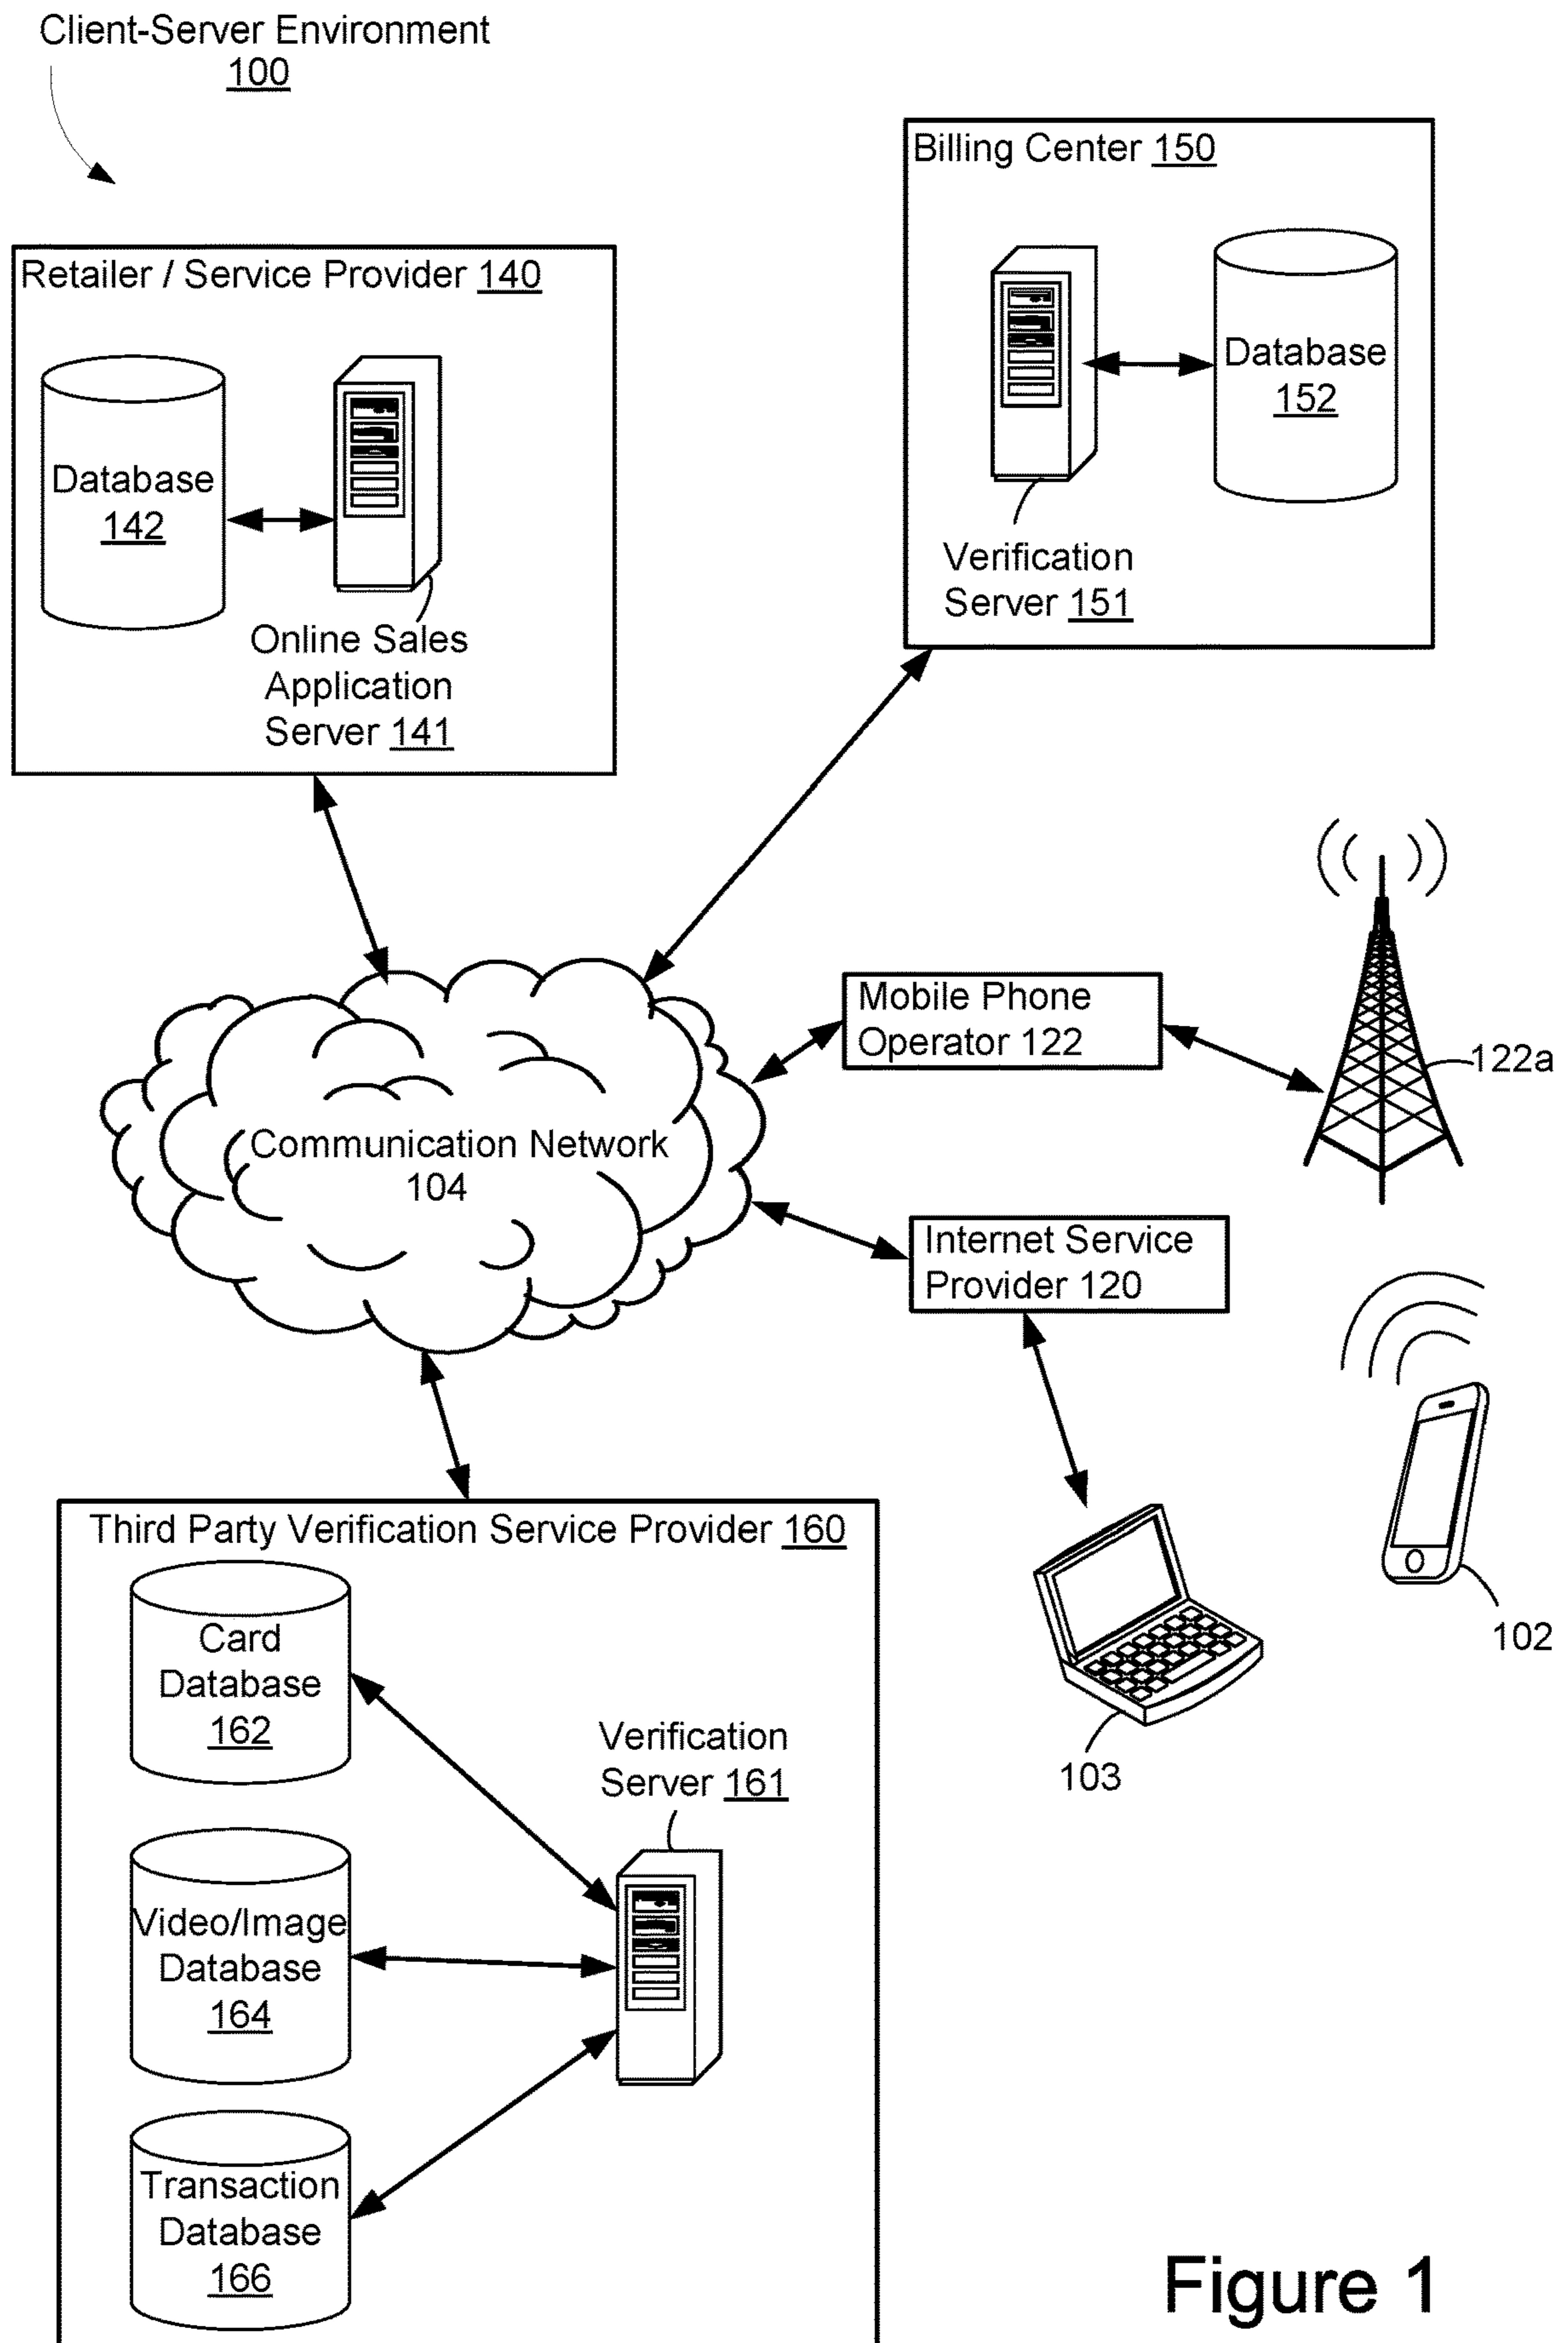 Client-Server Environment
100
Billing Center 150
Retailer / Service Provider 140
Database
152
Database
142
Verification
Server 151
Online Sales
Application
Server 141
Mobile Phone
Operator 122
122a
Communication Network
104
Internet Service
Provider 120
Third Party Verification Service Provider 160
Card
Database
162
102
Verification
Server 161
103
Video/Image
Database
164
Transaction
Database
166
Figure 1